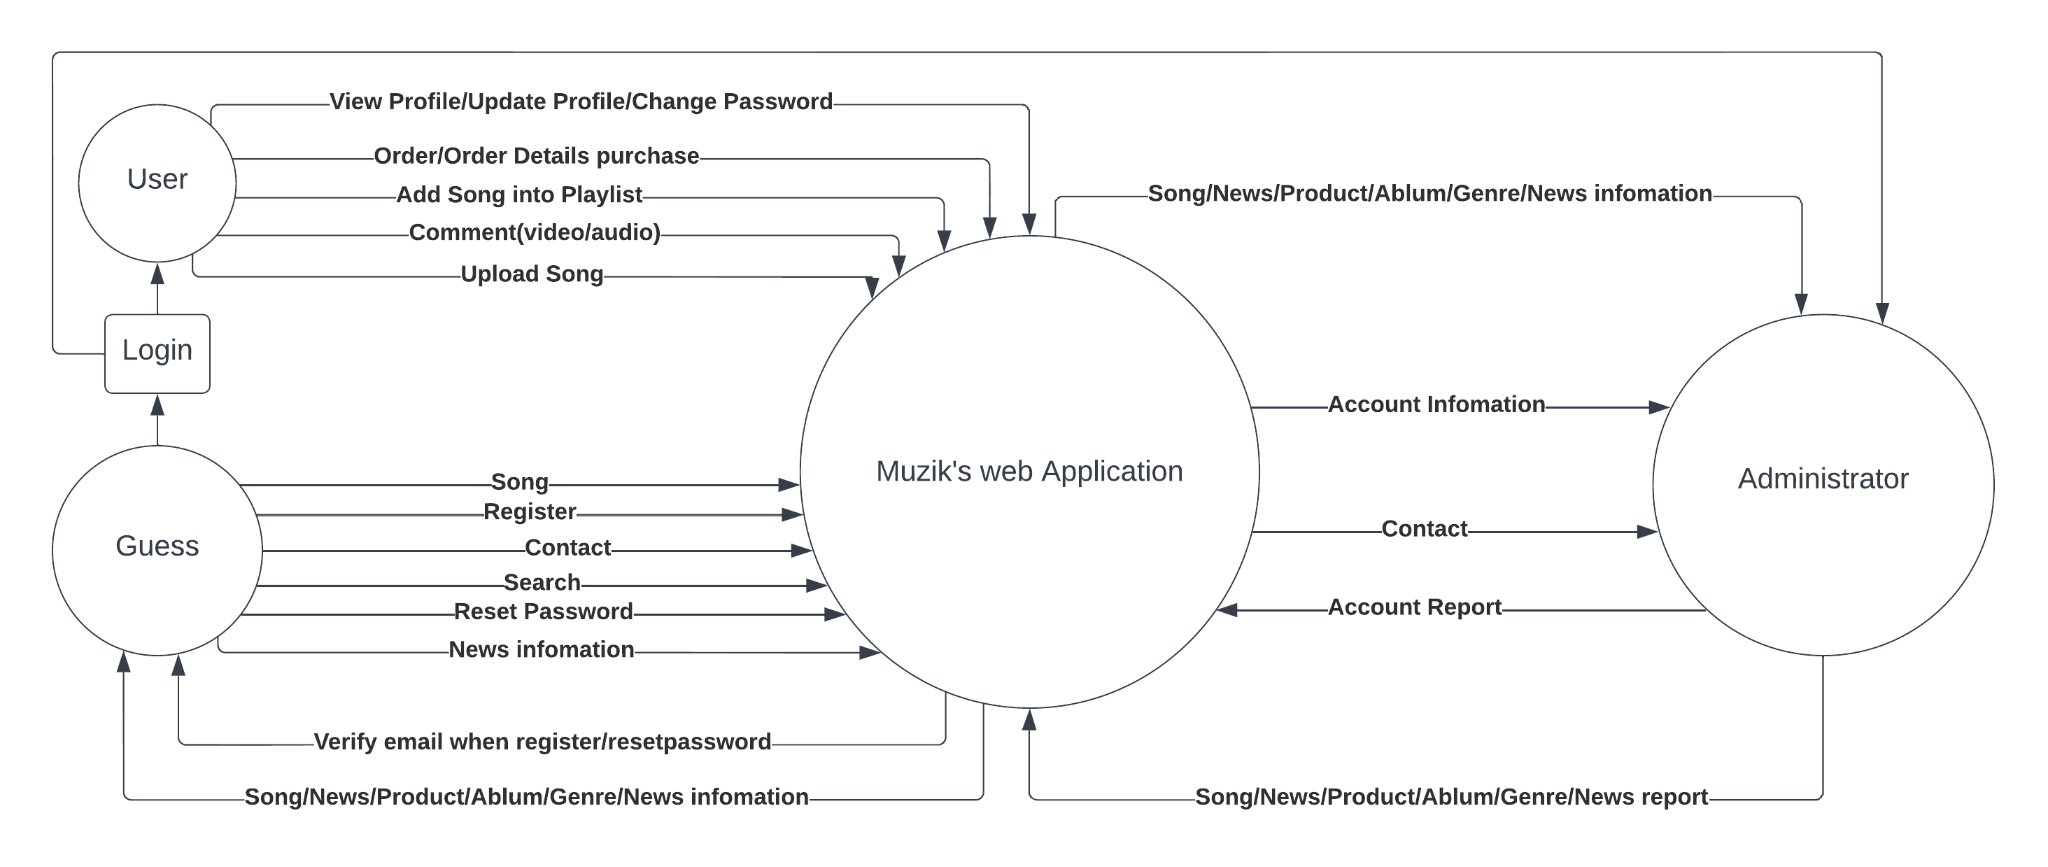 View Profile/Update Profile/Change Password
Order/Order Details purchase
User
Add Song into Playlist
Song/News/Product/Ablum/Genre/News infomation
Comment(video/audio)
Upload Song
Login
Account Infomation
Muzik's web Application
Administrator
Song
Register
Contact
Guess
Contact
Search
Reset Password
Account Report
News infomation
Verify email when register/resetpassword
Song/News/Product/Ablum/Genre/News infomation
Song/News/Product/Ablum/Genre/News report